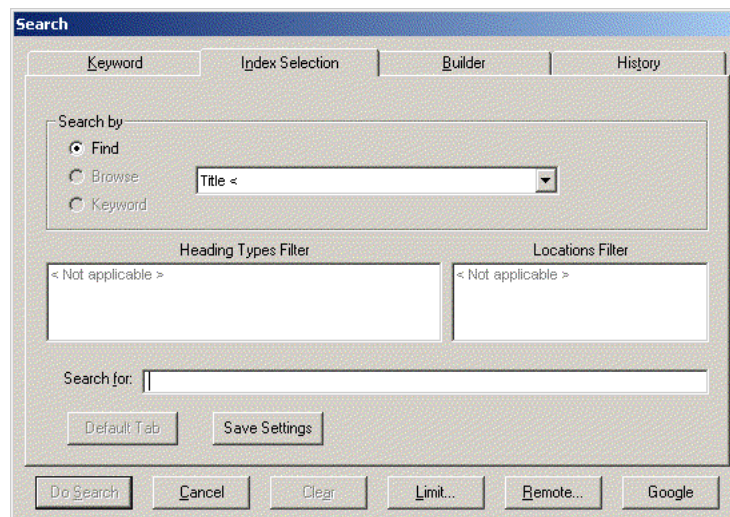 Search
Keyword Index Selection Builder History
Search by
Find
Browse
Title <
Keyword
Heading Types Filter Locations Filter
< Not applicable > < Not applicable >
Search for:
Default Tab Save Settings
Do Search Cancel Clear Limit... Remote... Google